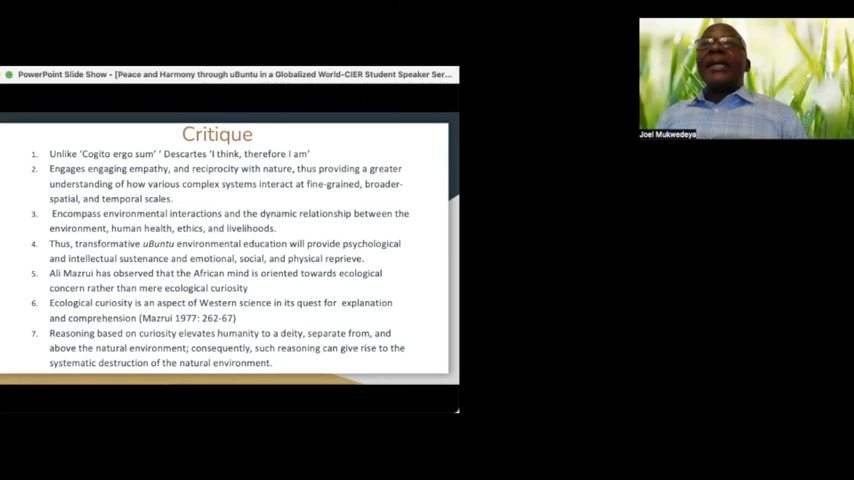 PowerPoint Slide Show - [Peace and Harmony through uBuntu in a Globalized World-CIER Student Speaker Ser...
Critique
1. Unlike ‘Cogito ergo sum’ ‘ Descartes ‘I think, therefore I am’
2. Engages engaging empathy, and reciprocity with nature, thus providing a greater
understanding of how various complex systems interact at fine-grained, broader-
spatial, and temporal scales.
3. Encompass environmental interactions and the dynamic relationship between the
environment, human health, ethics, and livelihoods.
4. Thus, transformative uBuntu environmental education will provide psychological
and intellectual sustenance and emotional, social, and physical reprieve.
5. Ali Mazrui has observed that the African mind is oriented towards ecological
concern rather than mere ecological curiosity
6. Ecological curiosity is an aspect of Western science in its quest for explanation
and comprehension (Mazrui 1977: 262-67)
7. Reasoning based on curiosity elevates humanity to a deity, separate from, and
above the natural environment; consequently, such reasoning can give rise to the
systematic destruction of the natural environment.
Joel Mukwedeya